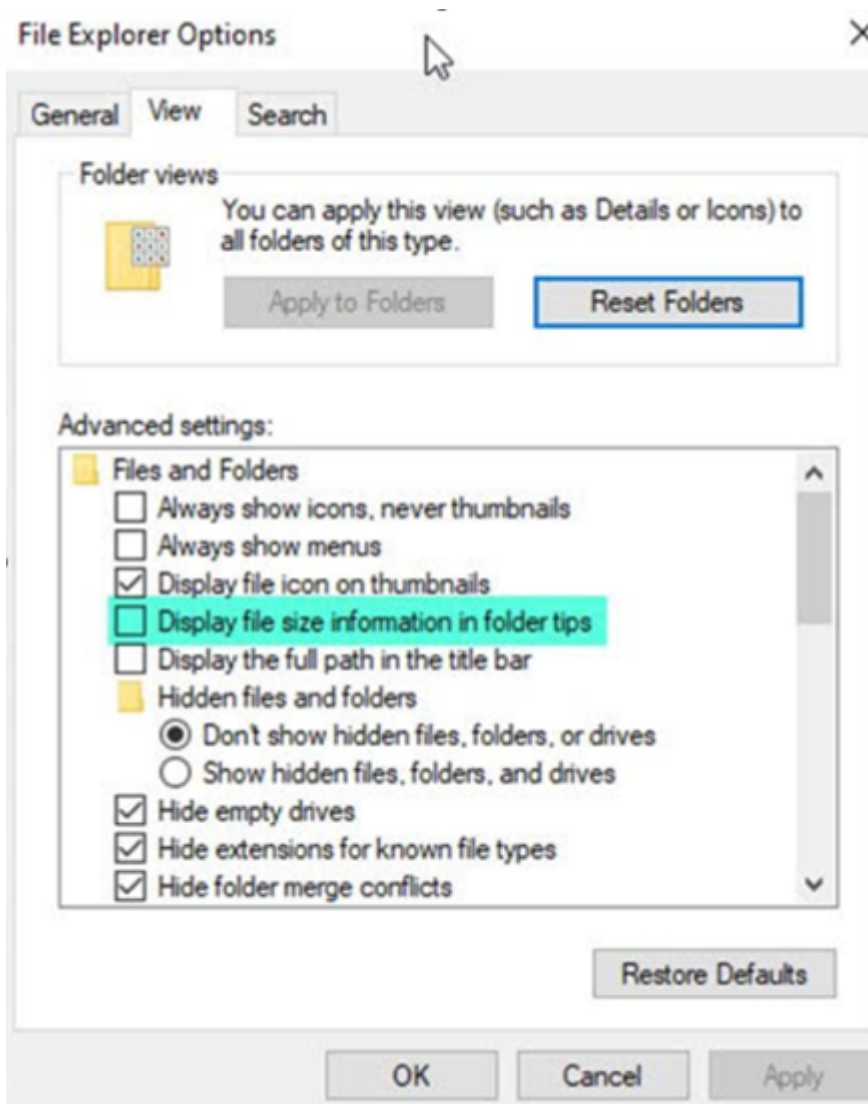 File Explorer Options
General View Search
Folder views
You can apply this view (such as Details or Icons) to
all folders of this type.
Apply to Folders Reset Folders
Advanced settings:
Files and Folders
Always show icons, never thumbnails
Always show menus
Display file icon on thumbnails
Display file size information in folder tips
Display the full path in the title bar
Hidden files and folders
Don't show hidden files, folders, or drives
Show hidden files, folders, and drives
Hide empty drives
Hide extensions for known file types
Hide folder merge conflicts
Restore Defaults
OK Cancel Apply